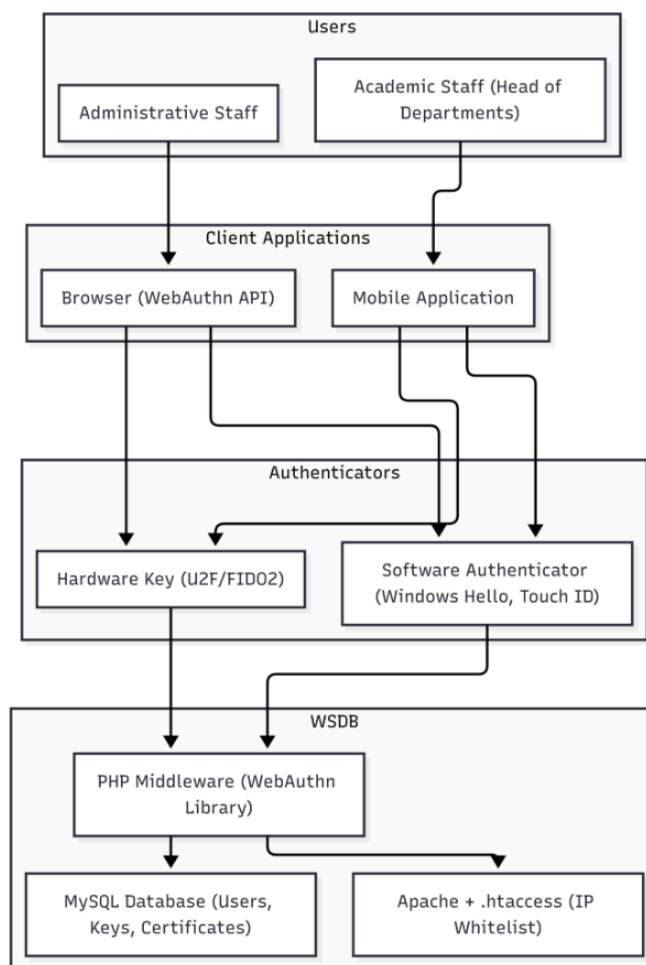 Users
Administrative Staff
Academic Staff (Head of
Departments)
Client Applications
Browser (WebAuthn API)
Mobile Application
Authenticators
Hardware Key (U2F/FIDO2)
Software Authenticator
(Windows Hello, Touch ID)
WSDB
PHP Middleware (WebAuthn
Library)
MySQL Database (Users,
Keys, Certificates)
Apache + .htaccess (IP
Whitelist)